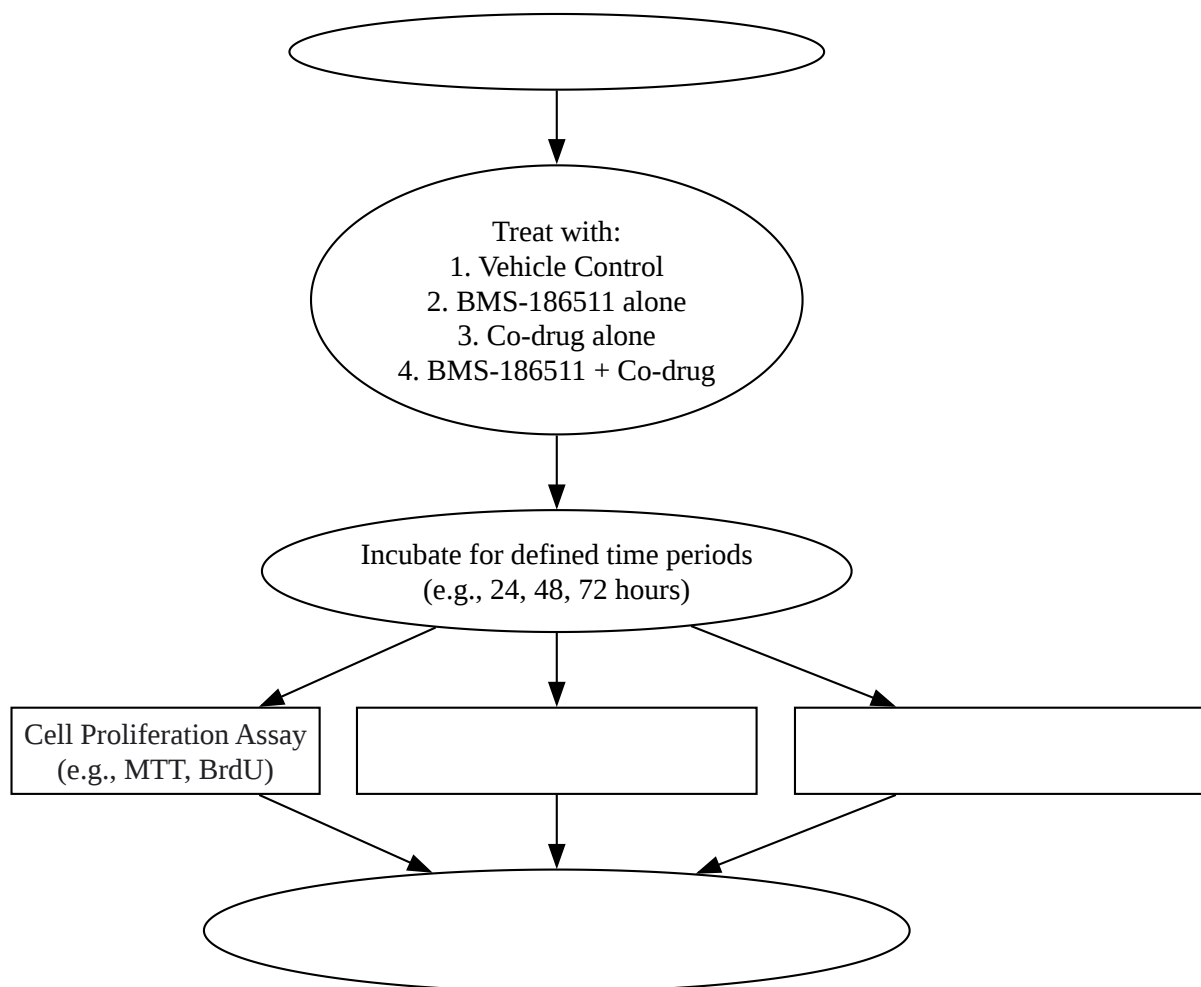 Treat with:
1. Vehicle Control
2. BMS-186511 alone
3. Co-drug alone
4. BMS-186511 + Co-drug
Incubate for defined time periods
(e.g., 24, 48, 72 hours)
Cell Proliferation Assay
(e.g., MTT, BrdU)